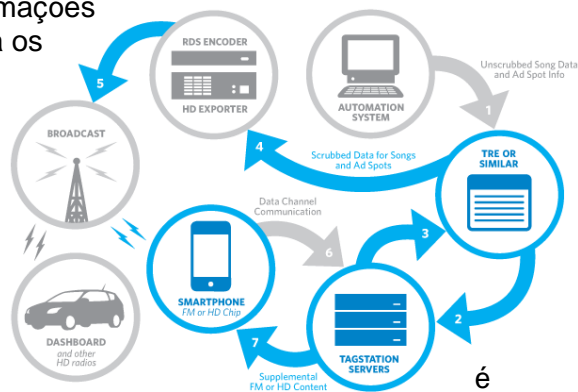 mações
a os
RDS ENCODER
HD EXPORTER
AUTOMATION
SYSTEM
Unscrubbed Song Data
and Ad Spot Info
1
5
BROADCAST
4
Scrubbed Data for Songs
and Ad Spots
TRE OR
SIMILAR
Data Channel
Communication
6
3
SMARTPHONE
FM or HD Chip
2
DASHBOARD
and other
HD radios
7
Supplemental
FM or HD Content
TAGSTATION
SERVERS
é